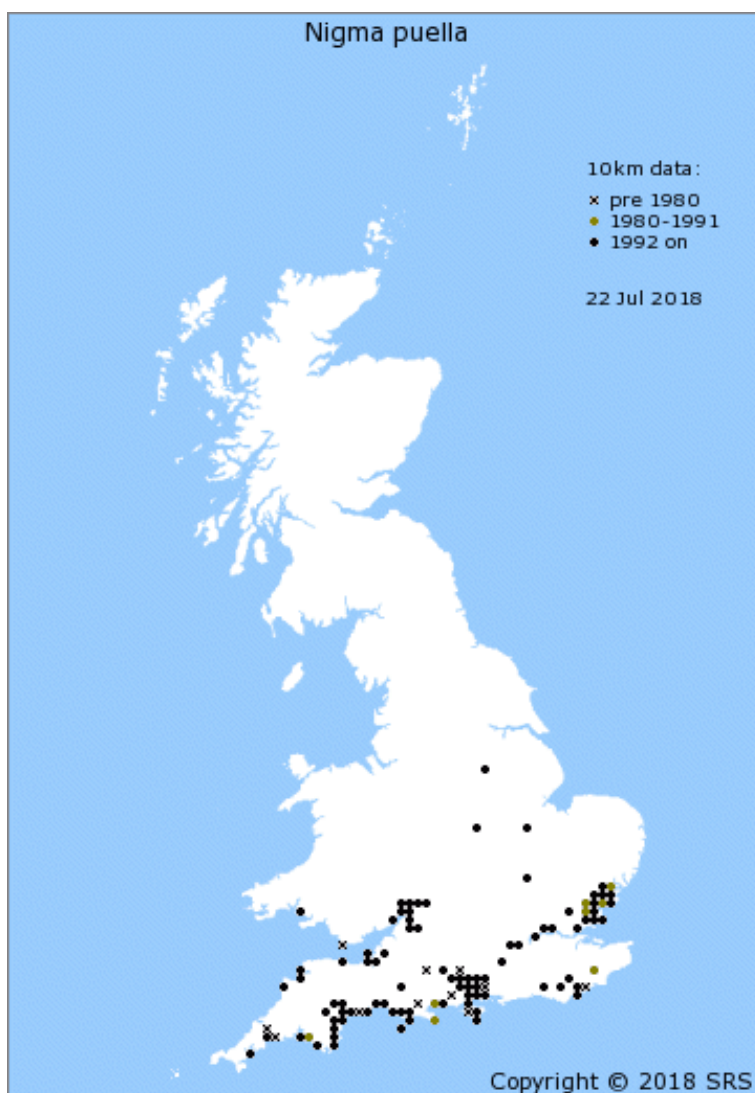 Nigma puella
10km data:
× pre 1980
● 1980-1991
● 1992 on
22 Jul 2018
Copyright © 2018 SRS